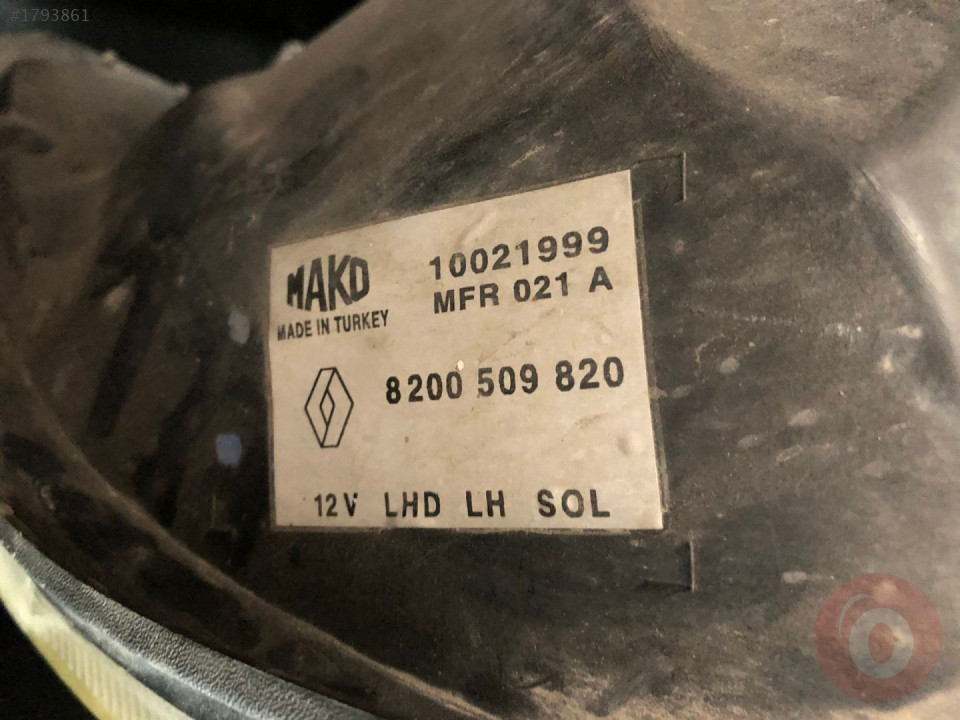 #1793861
MAKO
MADE IN TURKEY
10021999
MFR 021 A
8200 509 820
12V LHD LH SOL